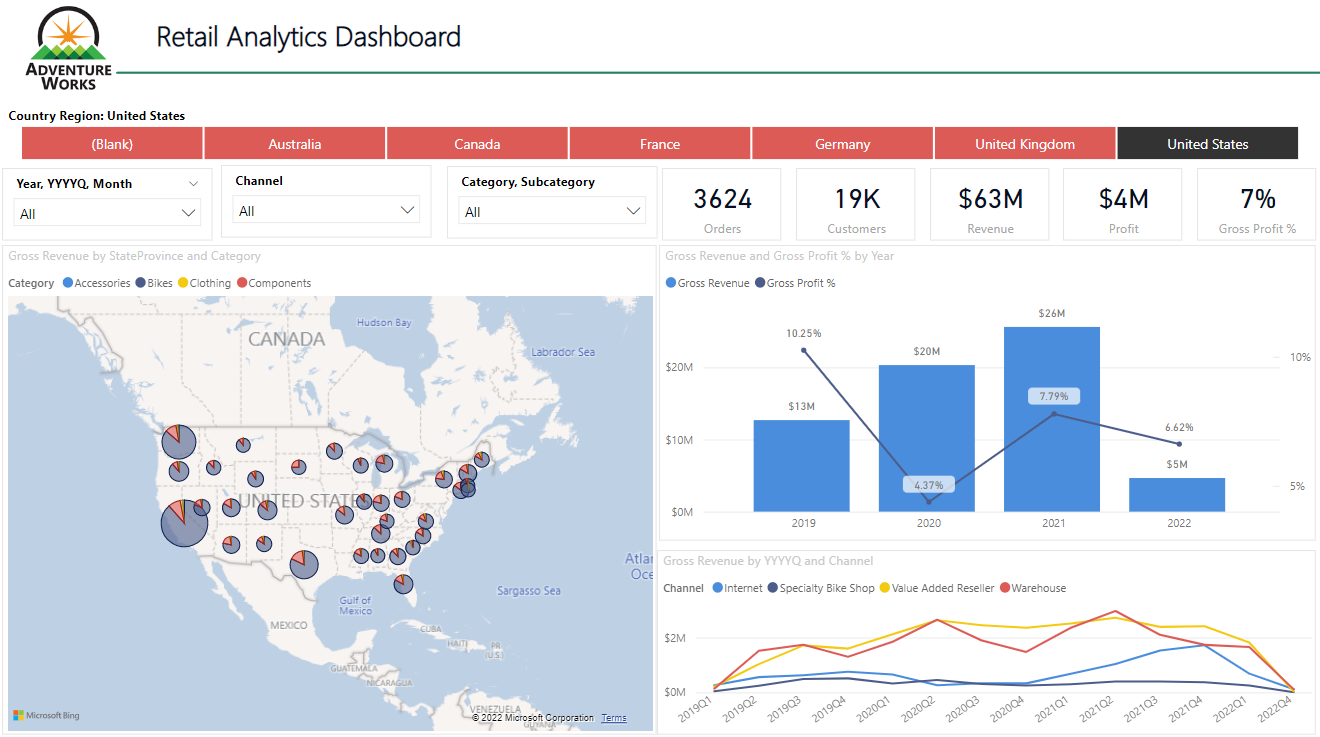 ADVENTURE
WORKS
Retail Analytics Dashboard
Country Region: United States
(Blank)
Australia
Canada
France
Germany
United Kingdom
United States
Year, YYYYQ, Month
All
Channel
All
Category, Subcategory
All
3624
Orders
19K
Customers
$63M
Revenue
$4M
Profit
7%
Gross Profit %
Gross Revenue by StateProvince and Category
Category Accessories Bikes Clothing Components
Hudson Bay
CANADA
Labrador Sea
UNITED STATE
Atlan
Oce
Sargasso Sea
Gulf of
Mexico
MEXICO
CUBA
HAITI
PR
(U.S.)
GUATEMALA
NICARAGUA
VENEZUELA
GUYANA
Microsoft Bing
© 2022 Microsoft Corporation Terms
Gross Revenue and Gross Profit % by Year
Gross Revenue Gross Profit %
$26M
10.25%
$20M
10%
$20M
7.79%
$13M
6.62%
$10M
$5M
4.37%
5%
$0M
2019
2020
2021
2022
Gross Revenue by YYYYQ and Channel
Channel Internet Specialty Bike Shop Value Added Reseller Warehouse
$2M
$0M
2019Q1
2019Q2
2019Q3
2019Q4
2020Q1
2020Q2
2020Q3
2020Q4
2021Q1
2021Q2
2021Q3
2021Q4
2022Q1
2022Q4